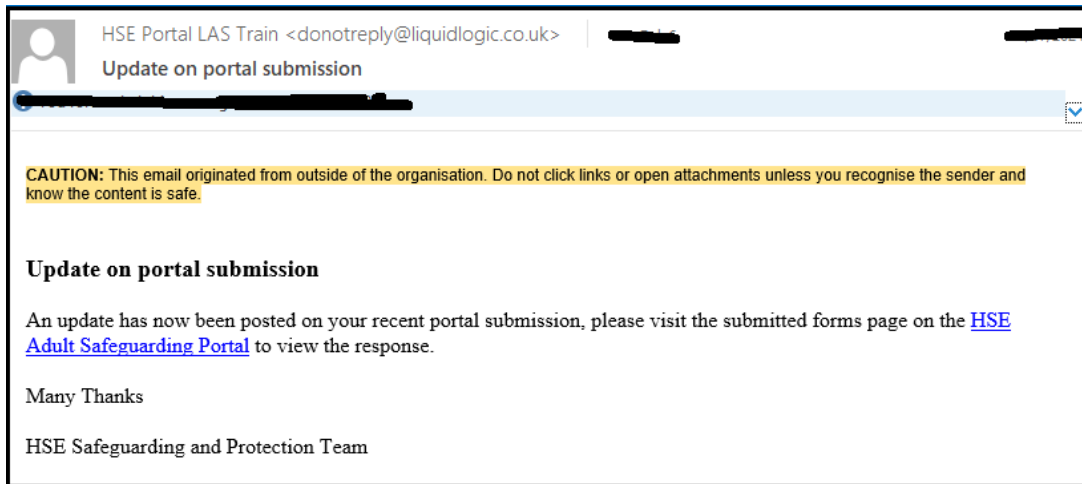 HSE Portal LAS Train <donotreply@liquidlogic.co.uk>
Update on portal submission
CAUTION: This email originated from outside of the organisation. Do not click links or open attachments unless you recognise the sender and
know the content is safe.
Update on portal submission
An update has now been posted on your recent portal submission, please visit the submitted forms page on the HSE
Adult Safeguarding Portal to view the response.
Many Thanks
HSE Safeguarding and Protection Team